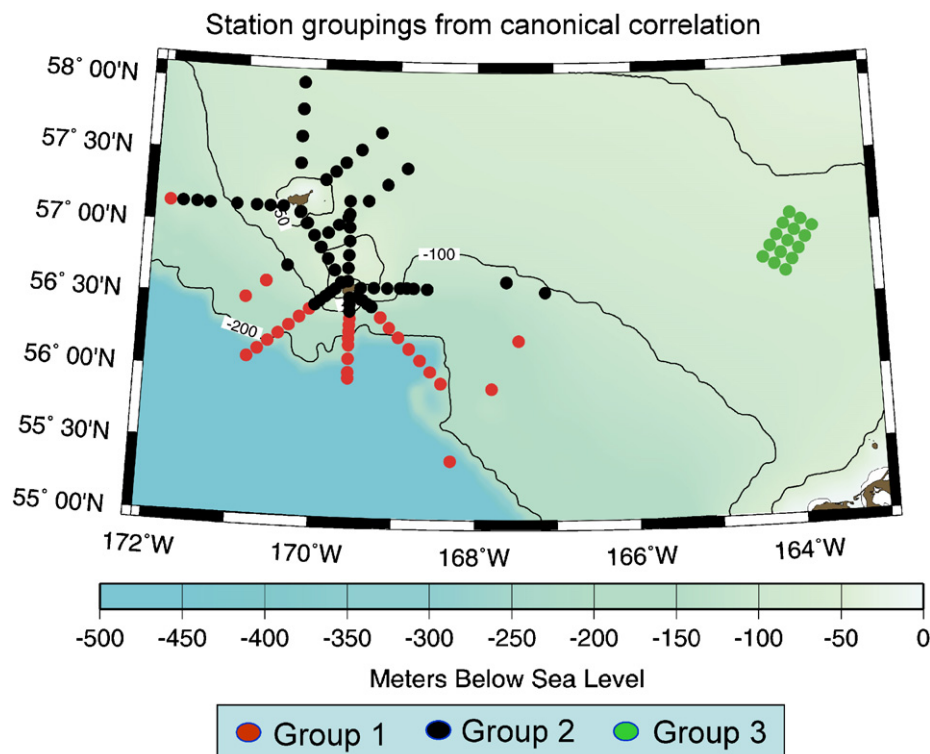 Station groupings from canonical correlation
58° 00'N
57° 30'N
57° 00'N
56° 30'N
56° 00'N
55° 30'N
55° 00'N
50
-100
-200
172°W 170°W 168°W 166°W 164°W
-500 -450 -400 -350 -300 -250 -200 -150 -100 -50 0
Meters Below Sea Level
Group 1 Group 2 Group 3